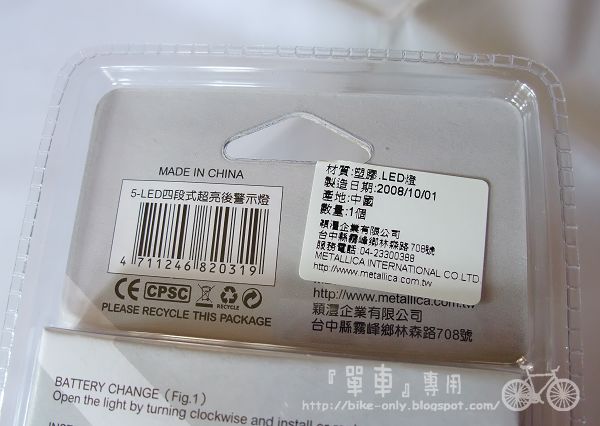 MADE IN CHINA
5-LED四段式超亮後警示燈
4 711246 820319
CE CPSC
PLEASE RECYCLE THIS PACKAGE
材質:塑膠.LED燈
製造日期:2008/10/01
產地:中國
數量:1個
穎澧企業有限公司
台中縣霧峰鄉林森路708號
服務電話:04-23300388
METALLICA INTERNATIONAL CO LTD
http://www.metallica.com.tw
http://www.metallica.com.tw
穎澧企業有限公司
台中縣霧峰鄉林森路708號
BATTERY CHANGE (Fig.1)
Open the light by turning clockwise and install
『單車』專用
http://bike-only.blogspot.com/